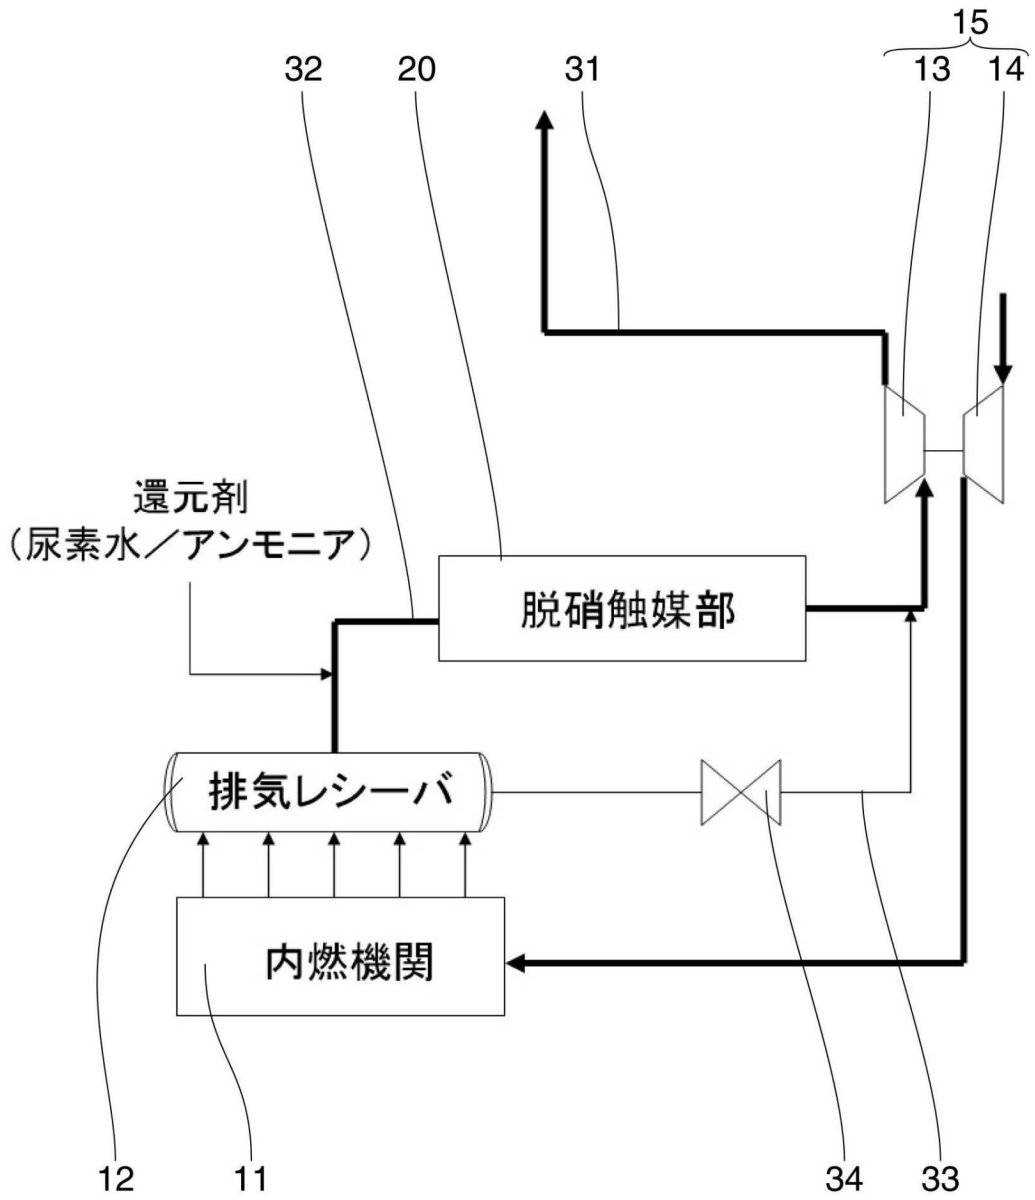 15
32 20 31 13 14
還元剤
（尿素水／アンモニア）
脱硝触媒部
排気レシーバ
内燃機関
12 11 34 33